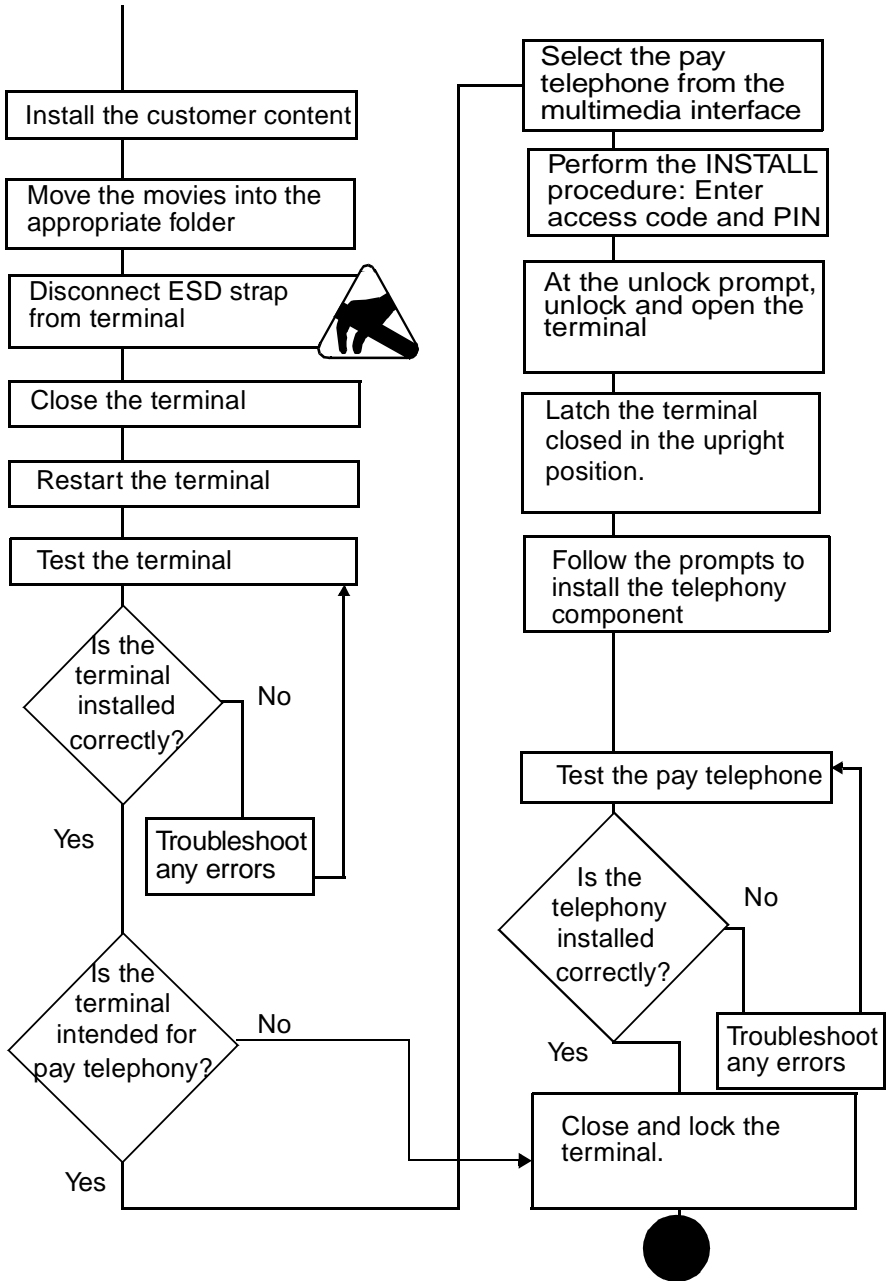 Install the customer content
Move the movies into the
appropriate folder
Disconnect ESD strap
from terminal
Close the terminal
Restart the terminal
Test the terminal
Is the
terminal
installed
correctly?
No
Yes
Troubleshoot
any errors
Is the
terminal
intended for
pay telephony?
No
Yes
Select the pay
telephone from the
multimedia interface
Perform the INSTALL
procedure: Enter
access code and PIN
At the unlock prompt,
unlock and open the
terminal
Latch the terminal
closed in the upright
position.
Follow the prompts to
install the telephony
component
Test the pay telephone
Is the
telephony
installed
correctly?
No
Yes
Troubleshoot
any errors
Close and lock the
terminal.